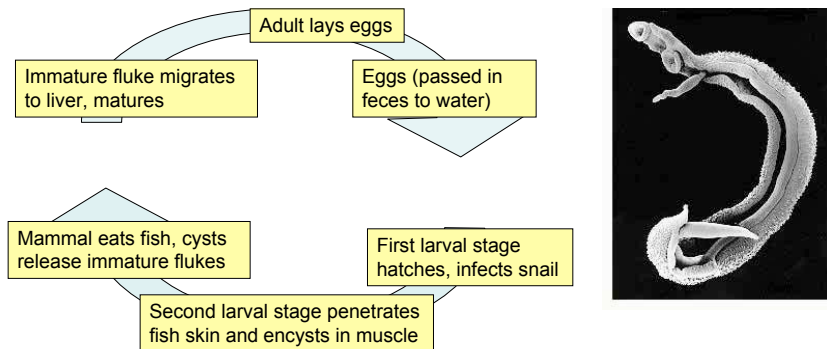 Adult lays eggs
Immature fluke migrates
to liver, matures
Eggs (passed in
feces to water)
Mammal eats fish, cysts
release immature flukes
First larval stage
hatches, infects snail
Second larval stage penetrates
fish skin and encysts in muscle